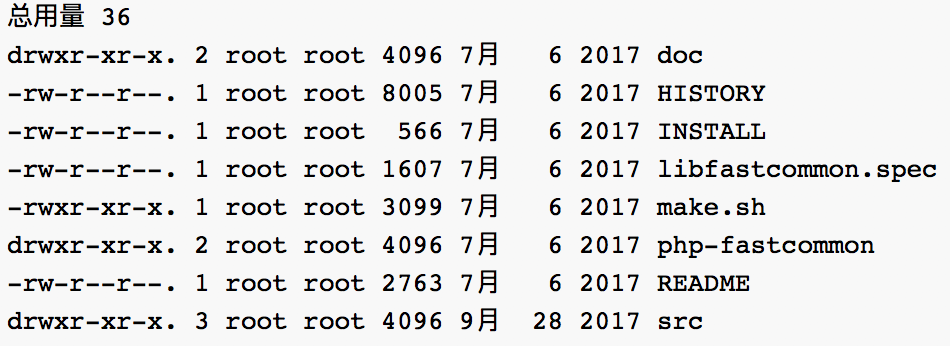 总用量 36
drwxr-xr-x. 2 root root 4096 7月   6 2017 doc
-rw-r--r--. 1 root root 8005 7月   6 2017 HISTORY
-rw-r--r--. 1 root root  566 7月   6 2017 INSTALL
-rw-r--r--. 1 root root 1607 7月   6 2017 libfastcommon.spec
-rwxr-xr-x. 1 root root 3099 7月   6 2017 make.sh
drwxr-xr-x. 2 root root 4096 7月   6 2017 php-fastcommon
-rw-r--r--. 1 root root 2763 7月   6 2017 README
drwxr-xr-x. 3 root root 4096 9月  28 2017 src